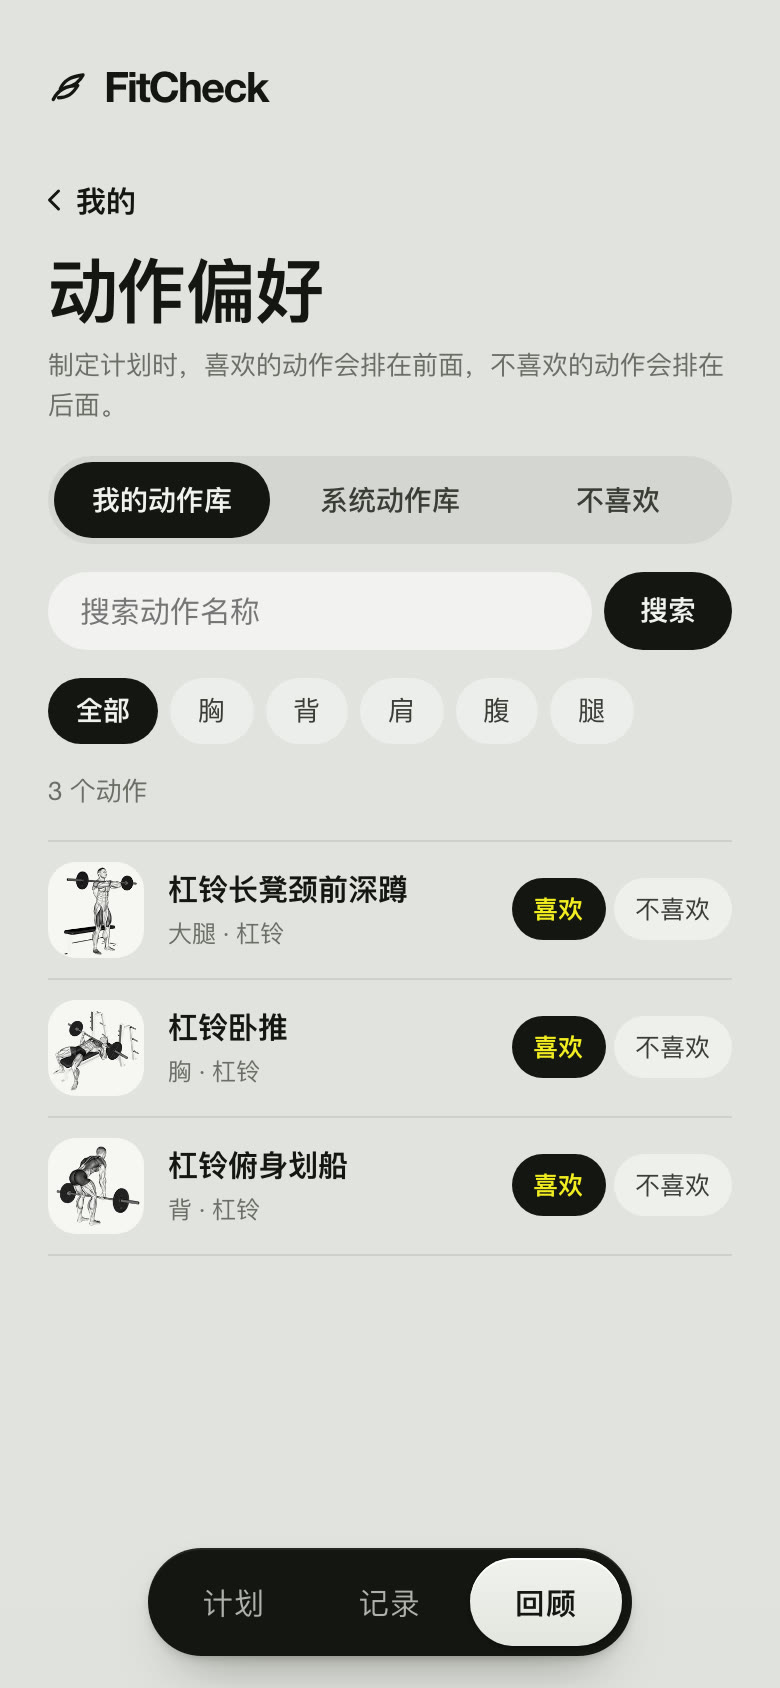 FitCheck
我的
动作偏好
制定计划时，喜欢的动作会排在前面，不喜欢的动作会排在
后面。
我的动作库 系统动作库 不喜欢
搜索动作名称 搜索
全部 胸 背 肩 腹 腿
3 个动作
杠铃长凳颈前深蹲
大腿 · 杠铃
喜欢 不喜欢
杠铃卧推
胸 · 杠铃
喜欢 不喜欢
杠铃俯身划船
背 · 杠铃
喜欢 不喜欢
计划 记录 回顾